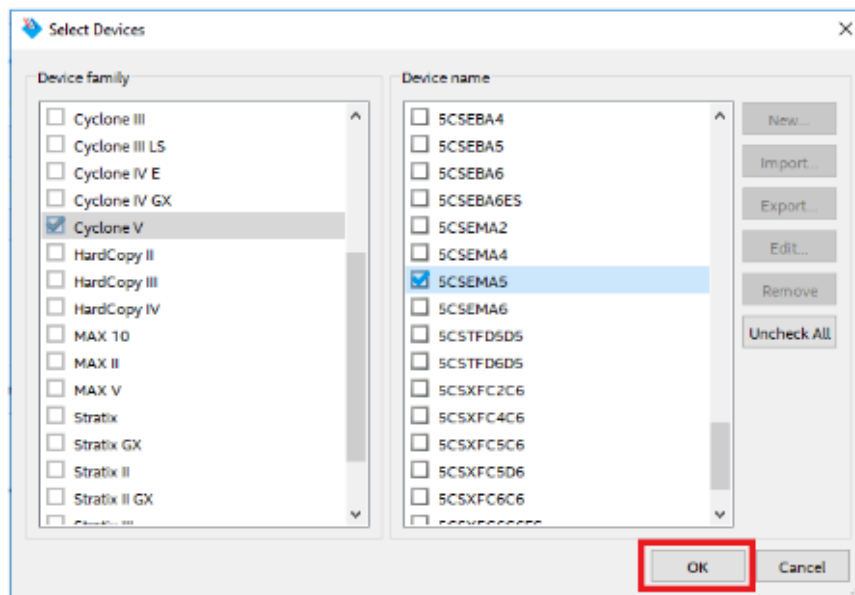 Select Devices
Device family
Cyclone III
Cyclone III LS
Cyclone IV E
Cyclone IV GX
Cyclone V
HardCopy II
HardCopy III
HardCopy IV
MAX 10
MAX II
MAX V
Stratix
Stratix GX
Stratix II
Stratix II GX
Device name
5CSEBA4
5CSEBA5
5CSEBA6
5CSEBA6ES
5CSEMA2
5CSEMA4
5CSEMA5
5CSEMA6
5CSTFD5D5
5CSTFD6D5
5CSXFC2C6
5CSXFC4C6
5CSXFC5C6
5CSXFC5D6
5CSXFC6C6
New...
Import...
Export...
Edit...
Remove
Uncheck All
OK
Cancel